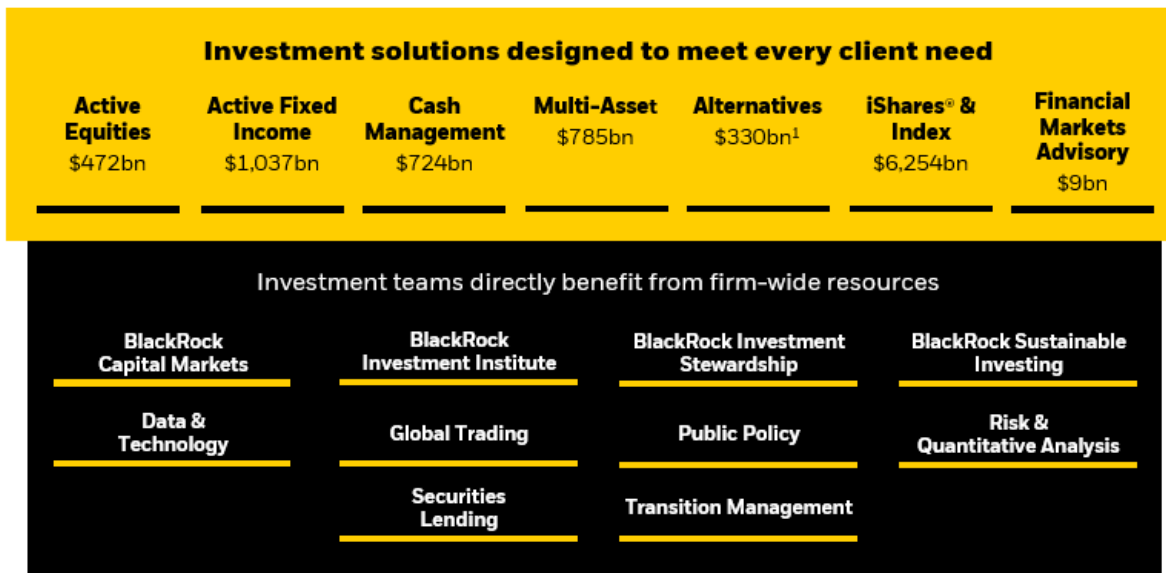 Investment solutions designed to meet every client need
Active
Equities
$472bn
Active Fixed
Income
$1,037bn
Cash
Management
$724bn
Multi-Asset
$785bn
Alternatives
$330bn¹
iShares® &
Index
$6,254bn
Financial
Markets
Advisory
$9bn
Investment teams directly benefit from firm-wide resources
BlackRock
Capital Markets
BlackRock
Investment Institute
BlackRock Investment
Stewardship
BlackRock Sustainable
Investing
Data &
Technology
Global Trading
Public Policy
Risk &
Quantitative Analysis
Securities
Lending
Transition Management